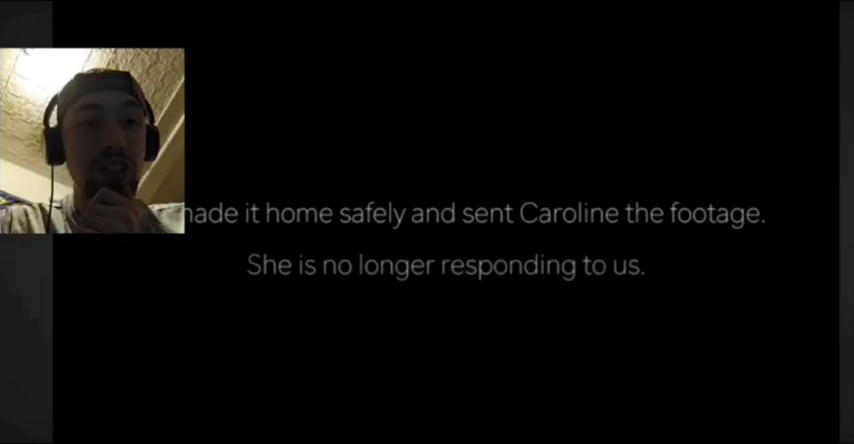 made it home safely and sent Caroline the footage.
She is no longer responding to us.